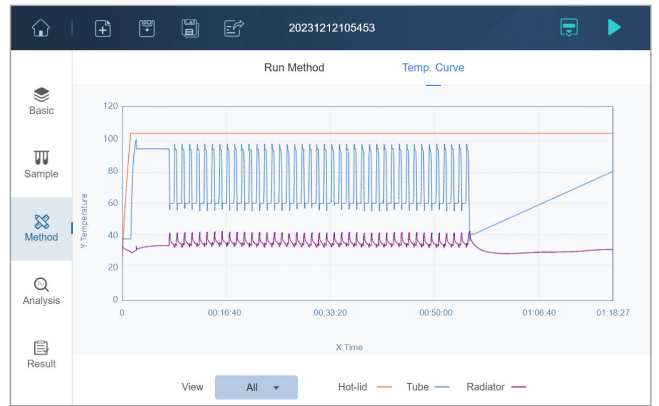 20231212105453
Run Method Temp. Curve
Basic
Sample
Method
Analysis
Result
Y:Temperature
120
100
80
60
40
20
0
0 00:16:40 00:33:20 00:50:00 01:06:40 01:18:27
X:Time
View All Hot-lid Tube Radiator